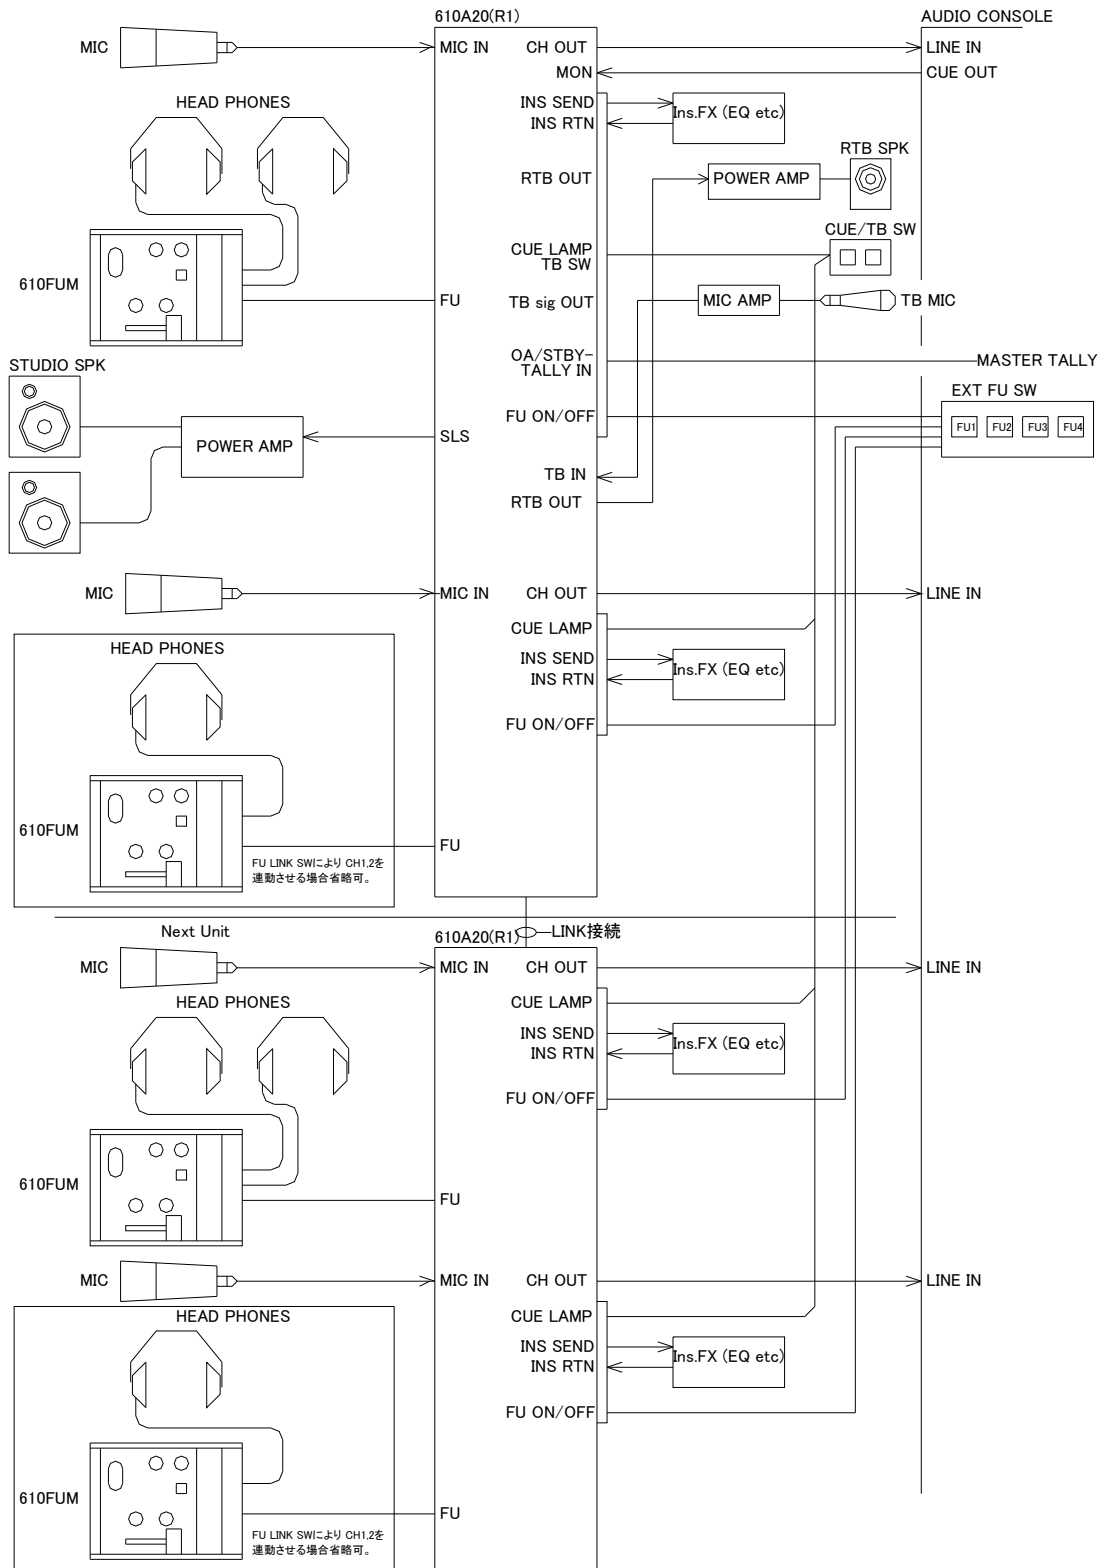 610A20(R1)
AUDIO CONSOLE
MIC
MIC IN
CH OUT
LINE IN
MON
CUE OUT
HEAD PHONES
INS SEND
INS RTN
Ins.FX (EQ etc)
RTB SPK
RTB OUT
POWER AMP
CUE/TB SW
CUE LAMP
TB SW
610FUM
FU
TB sig OUT
MIC AMP
TB MIC
OA/STBY-
TALLY IN
MASTER TALLY
STUDIO SPK
EXT FU SW
FU ON/OFF
FU1
FU2
FU3
FU4
POWER AMP
SLS
TB IN
RTB OUT
MIC
MIC IN
CH OUT
LINE IN
CUE LAMP
HEAD PHONES
INS SEND
INS RTN
Ins.FX (EQ etc)
FU ON/OFF
610FUM
FU
FU LINK SWにより CH1,2を
連動させる場合省略可。
Next Unit
610A20(R1)
LINK接続
MIC
MIC IN
CH OUT
LINE IN
HEAD PHONES
CUE LAMP
INS SEND
INS RTN
Ins.FX (EQ etc)
FU ON/OFF
610FUM
FU
MIC
MIC IN
CH OUT
LINE IN
HEAD PHONES
CUE LAMP
INS SEND
INS RTN
Ins.FX (EQ etc)
FU ON/OFF
610FUM
FU
FU LINK SWにより CH1,2を
連動させる場合省略可。